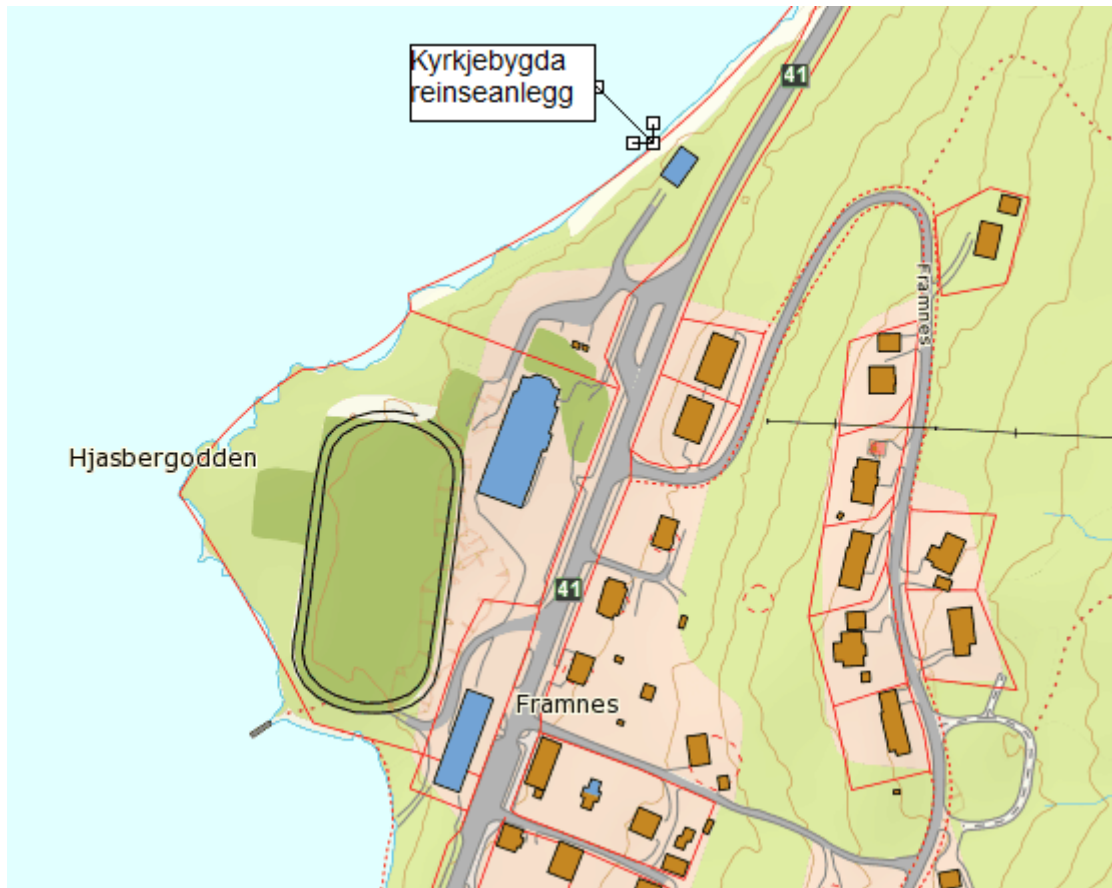 Kyrkjebygda
reinseanlegg
41
Framnes
Hjasbergodden
41
Framnes